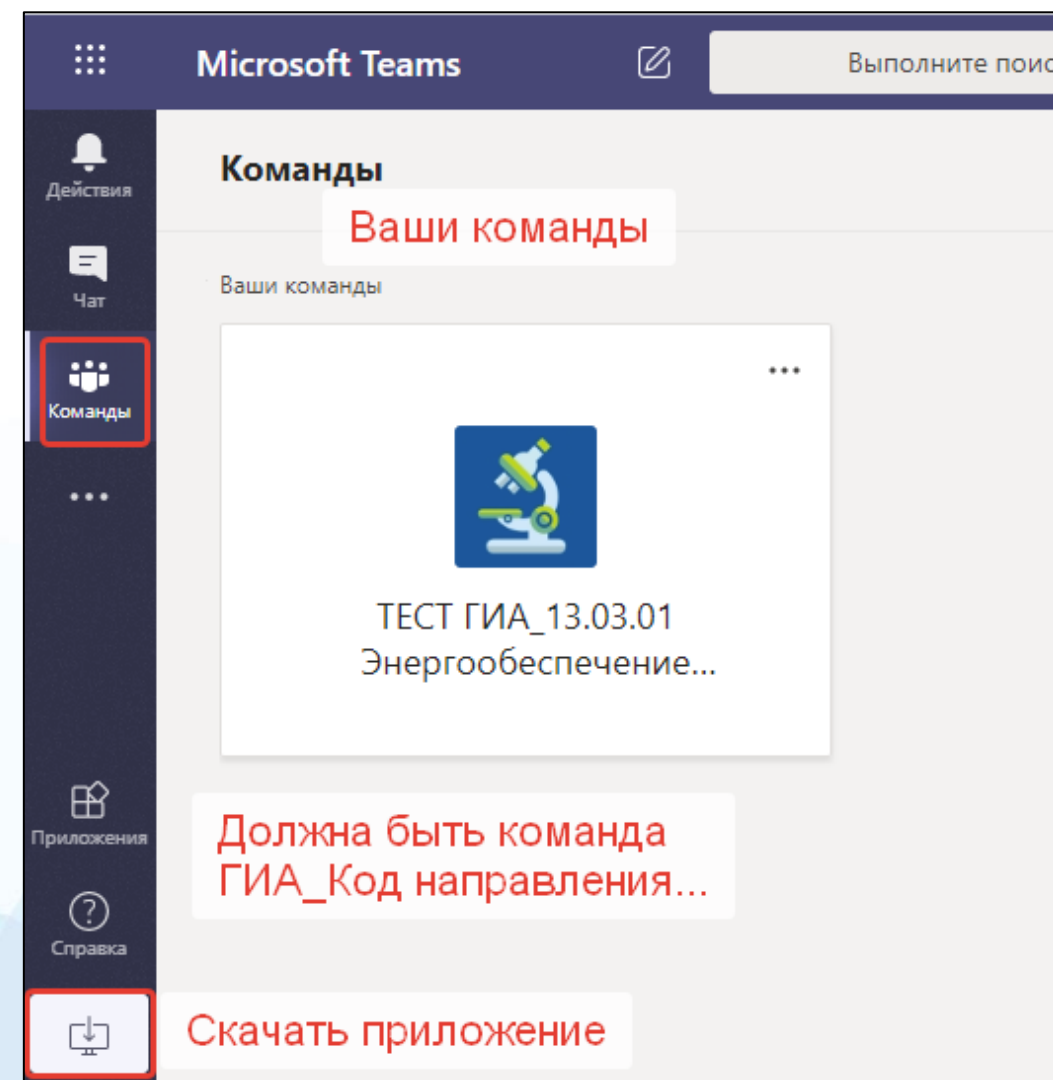 Microsoft Teams
Выполните поис
Действия
Чат
Команды
Приложения
Справка
Команды
Ваши команды
Ваши команды
ТЕСТ ГИА_13.03.01
Энергообеспечение...
Должна быть команда
ГИА_Код направления...
Скачать приложение